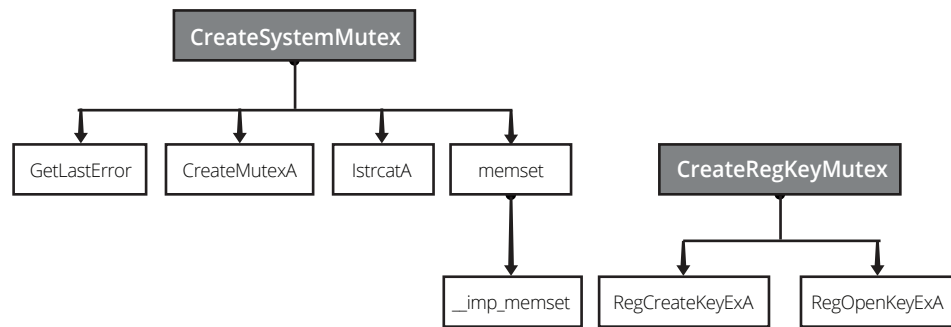 CreateSystemMutex
GetLastError
CreateMutexA
lstrcatA
memset
CreateRegKeyMutex
__imp_memset
RegCreateKeyExA
RegOpenKeyExA